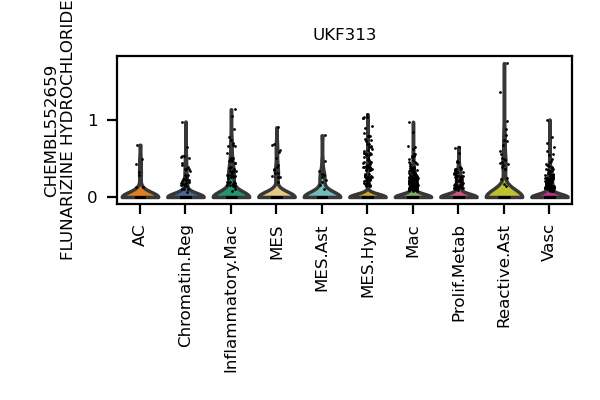 UKF313
CHEMBL552659
FLUNARIZINE HYDROCHLORIDE
1
0
AC
Chromatin.Reg
Inflammatory.Mac
MES
MES.Ast
MES.Hyp
Mac
Prolif.Metab
Reactive.Ast
Vasc